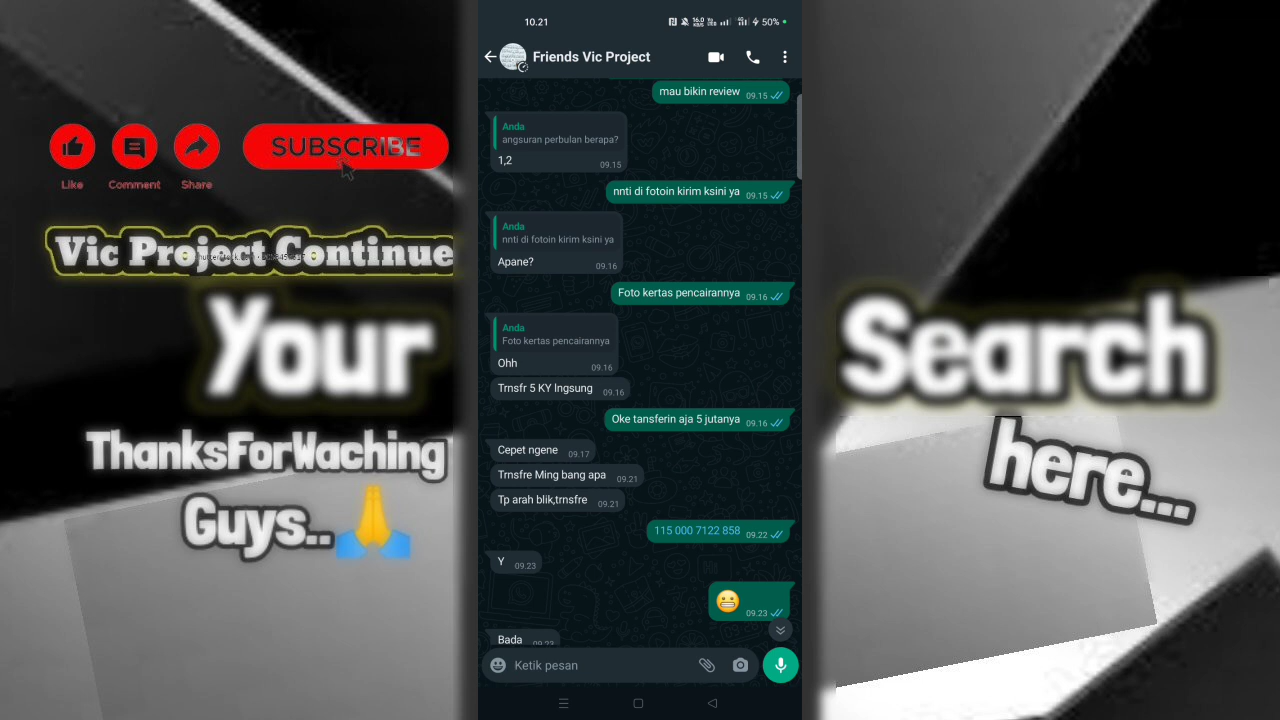 10.21
50%
Friends Vic Project
mau bikin review 09.15
Anda
angsuran perbulan berapa?
1,2 09.15
nnti di fotoin kirim ksini ya 09.15
Anda
nnti di fotoin kirim ksini ya
Apane? 09.16
Foto kertas pencairannya 09.16
Anda
Foto kertas pencairannya
Ohh 09.16
Trnsfr 5 KY lngsung 09.16
Oke tansferin aja 5 jutanya 09.16
Cepet ngene 09.17
Trnsfre Ming bang apa 09.21
Tp arah blik,trnsfre 09.21
115 000 7122 858 09.22
Y 09.23
😬 09.23
Bada 09.23
Ketik pesan
Like
Comment
Share
SUBSCRIBE
Vic Project Continue
Your
ThanksForWaching
Guys..🙏
Search
here...